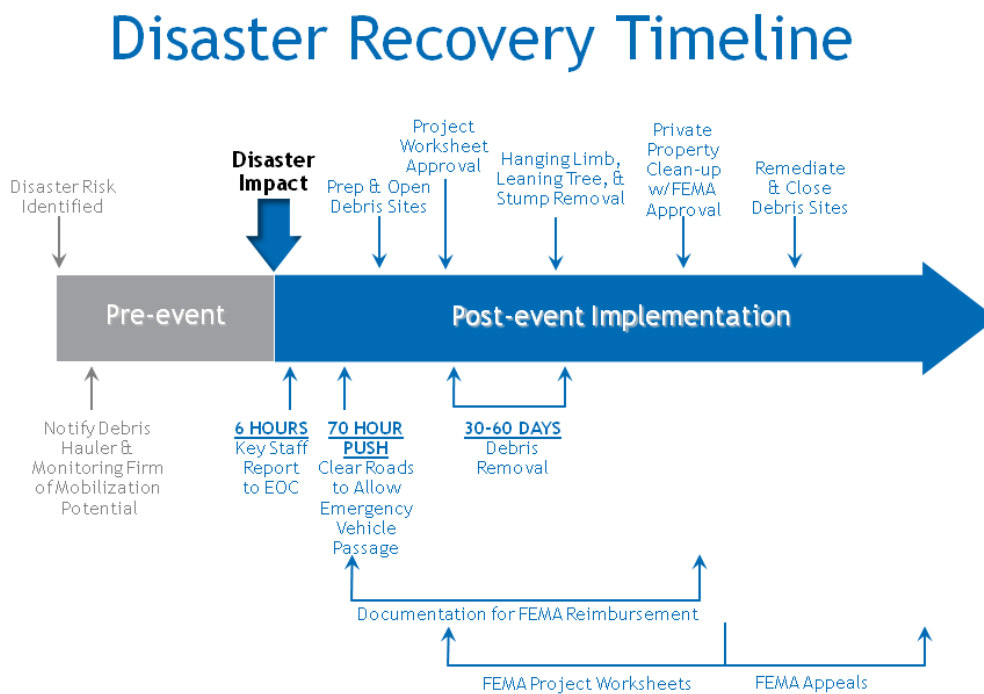 Disaster Recovery Timeline
Disaster Risk
Identified
Disaster
Impact
Prep & Open
Debris Sites
Project
Worksheet
Approval
Hanging Limb,
Leaning Tree, &
Stump Removal
Private
Property
Clean-up
w/FEMA
Approval
Remediate
& Close
Debris Sites
Pre-event
Post-event Implementation
Notify Debris
Hauler &
Monitoring Firm
of Mobilization
Potential
6 HOURS
Key Staff
Report
to EOC
70 HOUR
PUSH
Clear Roads
to Allow
Emergency
Vehicle
Passage
30-60 DAYS
Debris
Removal
Documentation for FEMA Reimbursement
FEMA Project Worksheets
FEMA Appeals